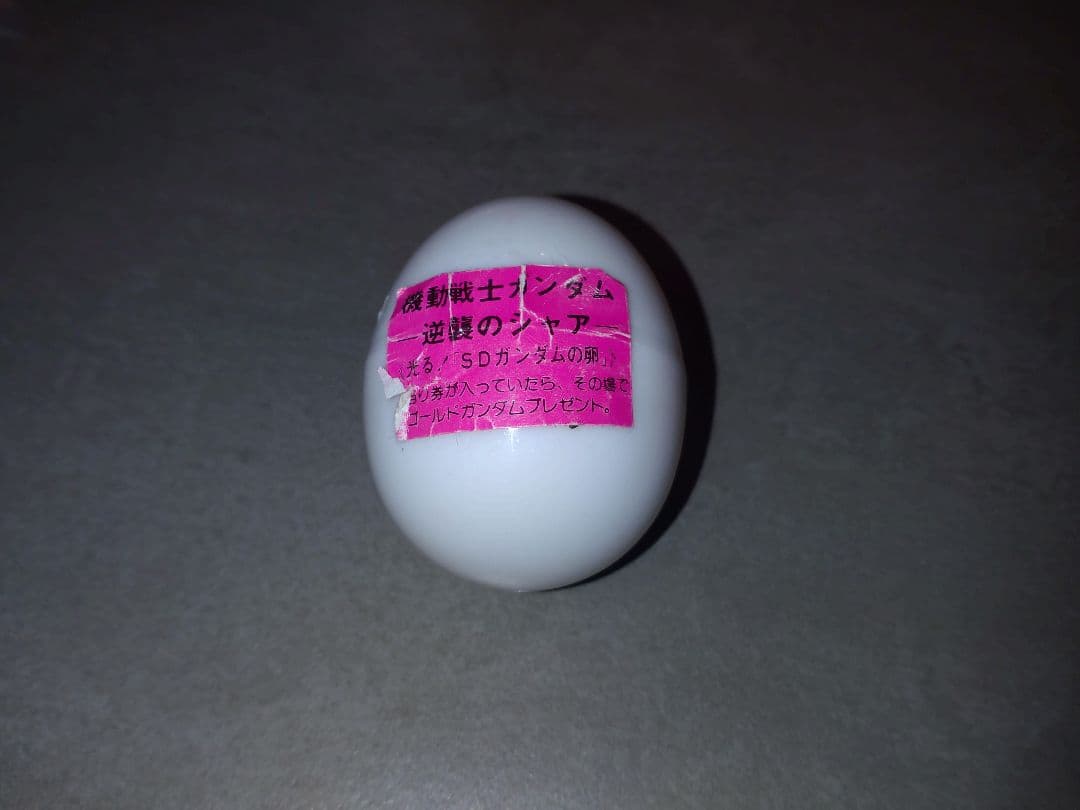 機動戦士ガンダム
—逆襲のシャア—
《光る!「SDガンダムの卵」》
当り券が入っていたら、その場で
ゴールドガンダムプレゼント。